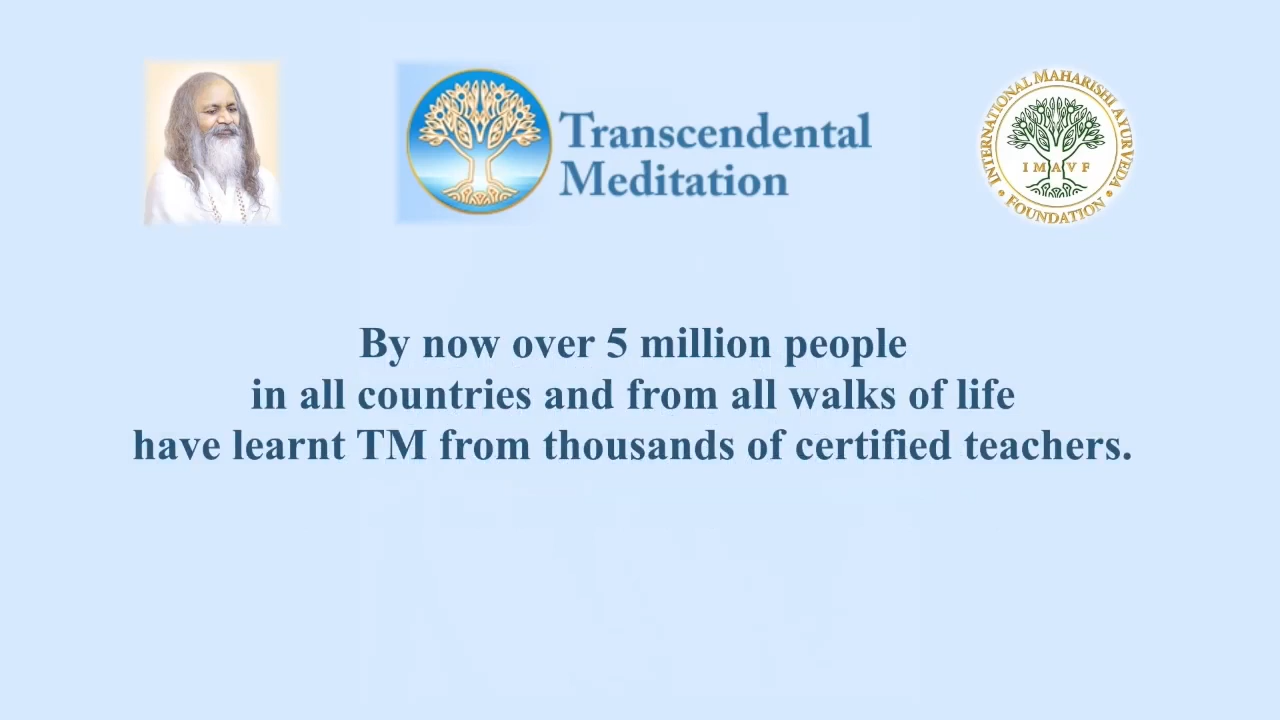 Transcendental
Meditation
INTERNATIONAL MAHARISHI AYURVEDA
IMAVF
FOUNDATION
By now over 5 million people
in all countries and from all walks of life
have learnt TM from thousands of certified teachers.